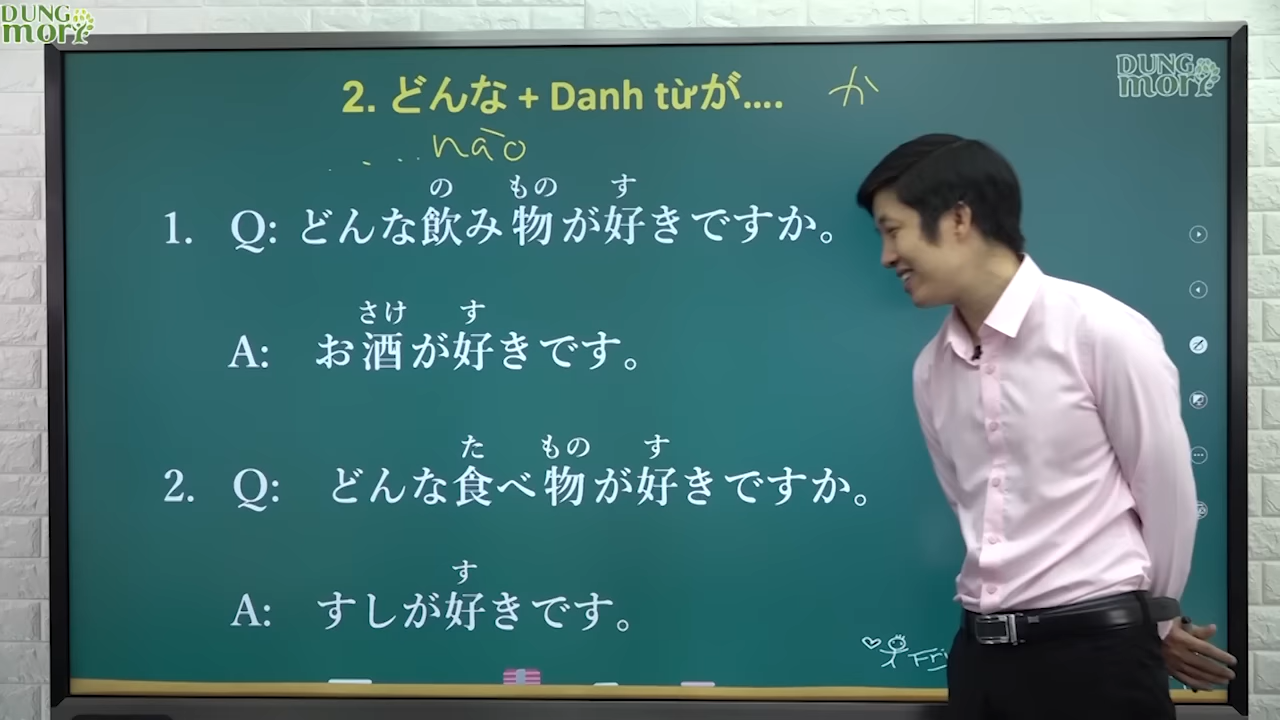 DUNG
mori
DUNG
mori
2. どんな + Danh từが.... か
....nào
の もの す
1. Q: どんな飲み物が好きですか。
さけ す
A: お酒が好きです。
た もの す
2. Q: どんな食べ物が好きですか。
す
A: すしが好きです。